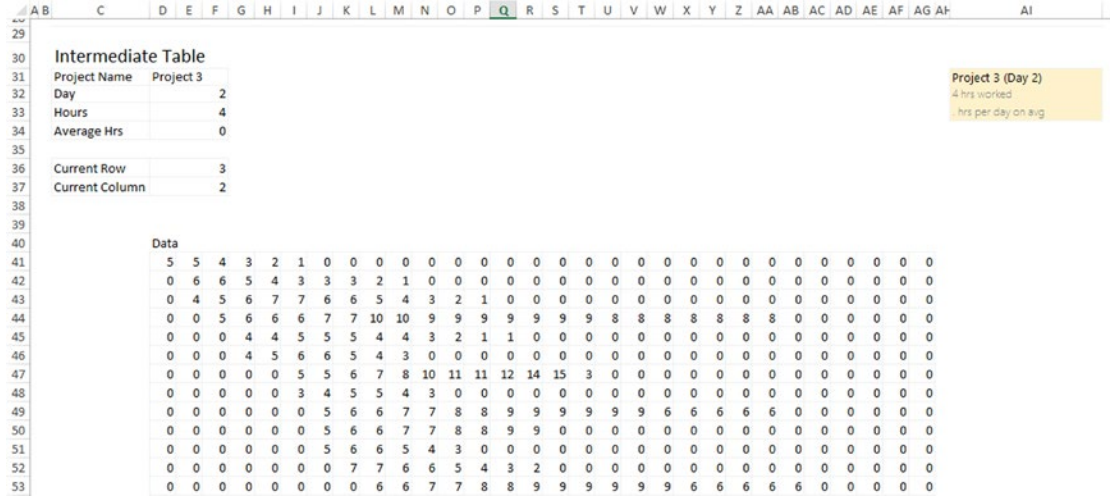 A B C D E F G H I J K L M N O P Q R S T U V W X Y Z AA AB AC AD AE AF AG AH AI
29
30 Intermediate Table
31 Project Name Project 3 Project 3 (Day 2)
32 Day 2 4 hrs worked
33 Hours 4 . hrs per day on avg
34 Average Hrs 0
35
36 Current Row 3
37 Current Column 2
38
39
40 Data
41 5 5 4 3 2 1 0 0 0 0 0 0 0 0 0 0 0 0 0 0 0 0 0 0 0 0 0 0 0 0
42 0 6 6 5 4 3 3 3 2 1 0 0 0 0 0 0 0 0 0 0 0 0 0 0 0 0 0 0 0 0
43 0 4 5 6 7 7 6 6 5 4 3 2 1 0 0 0 0 0 0 0 0 0 0 0 0 0 0 0 0 0
44 0 0 5 6 6 6 7 7 10 10 9 9 9 9 9 9 9 8 8 8 8 8 8 8 0 0 0 0 0 0
45 0 0 0 4 4 5 5 5 4 4 3 2 1 1 0 0 0 0 0 0 0 0 0 0 0 0 0 0 0 0
46 0 0 0 4 5 6 6 5 4 3 0 0 0 0 0 0 0 0 0 0 0 0 0 0 0 0 0 0 0 0
47 0 0 0 0 0 5 5 6 7 8 10 11 11 12 14 15 3 0 0 0 0 0 0 0 0 0 0 0 0 0
48 0 0 0 0 0 3 4 5 5 4 3 0 0 0 0 0 0 0 0 0 0 0 0 0 0 0 0 0 0 0
49 0 0 0 0 0 0 5 6 6 7 7 8 8 9 9 9 9 9 9 6 6 6 6 6 0 0 0 0 0 0
50 0 0 0 0 0 0 5 6 6 7 7 8 8 9 9 0 0 0 0 0 0 0 0 0 0 0 0 0 0 0
51 0 0 0 0 0 0 5 6 6 5 4 3 0 0 0 0 0 0 0 0 0 0 0 0 0 0 0 0 0 0
52 0 0 0 0 0 0 0 7 7 6 6 5 4 3 2 0 0 0 0 0 0 0 0 0 0 0 0 0 0 0
53 0 0 0 0 0 0 0 0 6 6 7 7 8 8 9 9 9 9 9 9 6 6 6 6 6 0 0 0 0 0